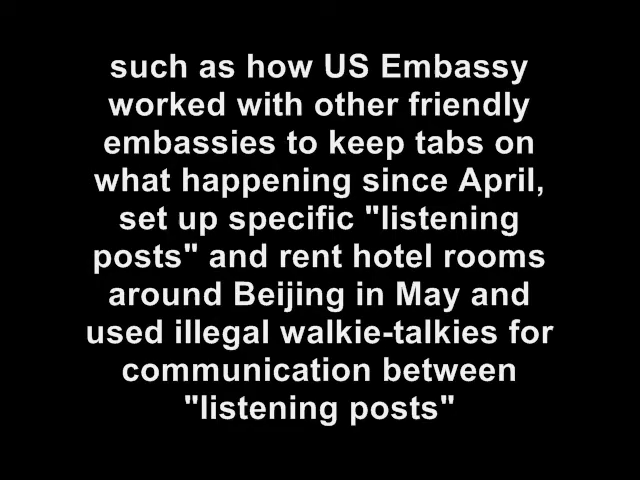 such as how US Embassy
worked with other friendly
embassies to keep tabs on
what happening since April,
set up specific "listening
posts" and rent hotel rooms
around Beijing in May and
used illegal walkie-talkies for
communication between
"listening posts"